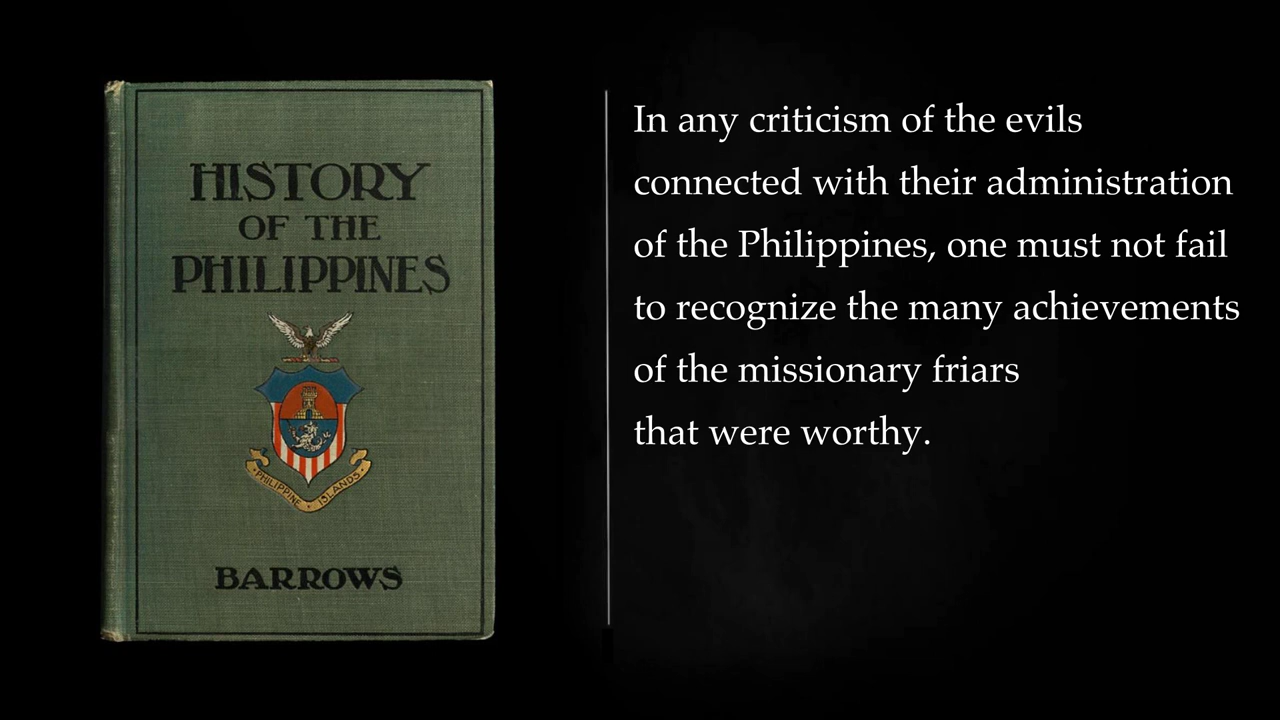 HISTORY
OF THE
PHILIPPINES
PHILIPPINE ISLANDS
BARROWS
In any criticism of the evils
connected with their administration
of the Philippines, one must not fail
to recognize the many achievements
of the missionary friars
that were worthy.